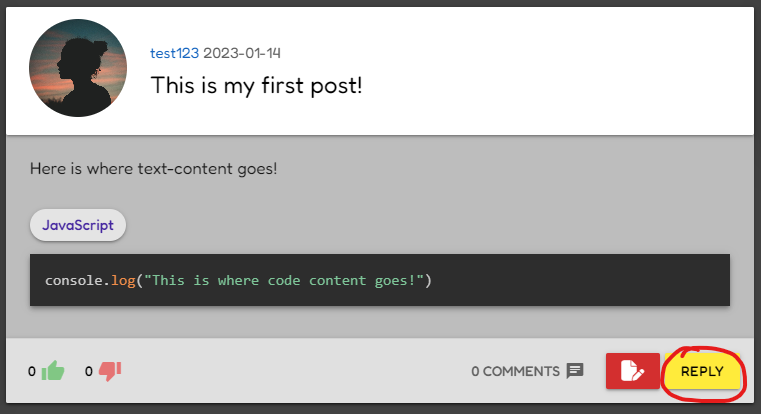 test123 2023-01-14
This is my first post!
Here is where text-content goes!
JavaScript
console.log("This is where code content goes!")
0 0 0 COMMENTS REPLY